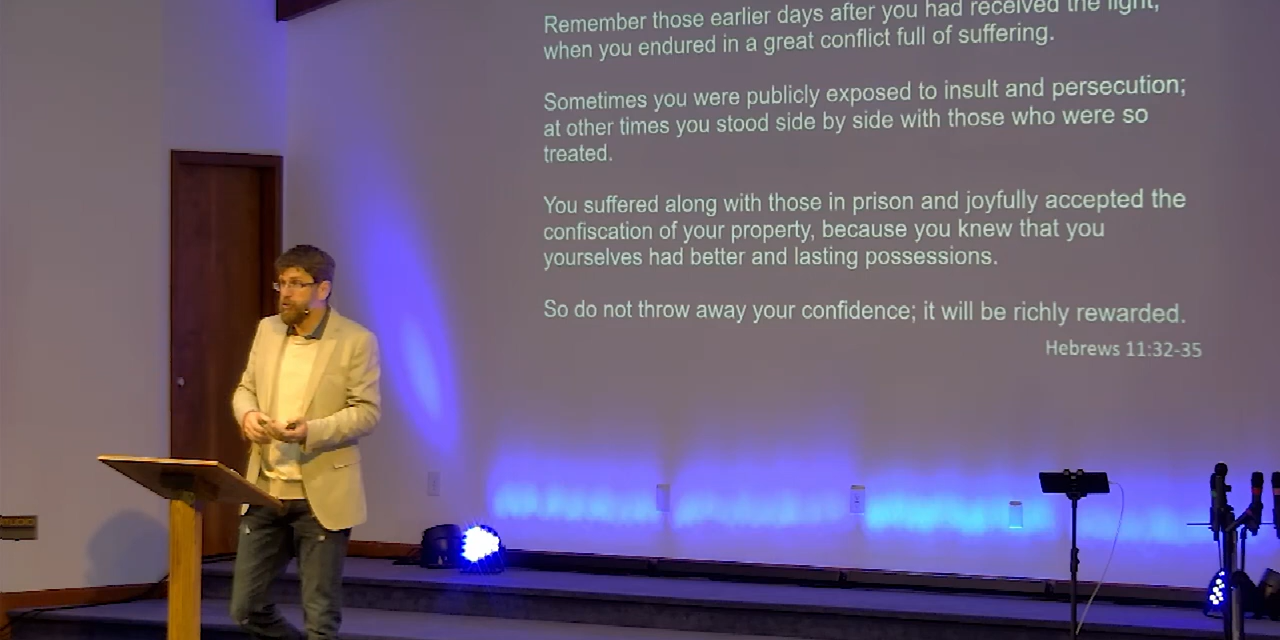 Remember those earlier days after you had received the light,
when you endured in a great conflict full of suffering.
Sometimes you were publicly exposed to insult and persecution;
at other times you stood side by side with those who were so
treated.
You suffered along with those in prison and joyfully accepted the
confiscation of your property, because you knew that you
yourselves had better and lasting possessions.
So do not throw away your confidence; it will be richly rewarded.
Hebrews 11:32-35